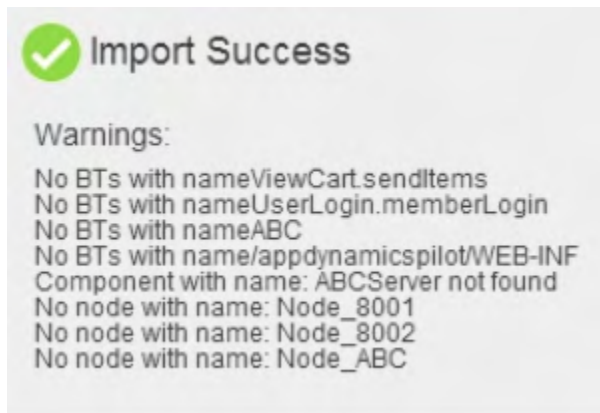 Import Success
Warnings:
No BTs with nameViewCart.sendItems
No BTs with nameUserLogin.memberLogin
No BTs with nameABC
No BTs with name/appdynamicspilot/WEB-INF
Component with name: ABCServer not found
No node with name: Node_8001
No node with name: Node_8002
No node with name: Node_ABC